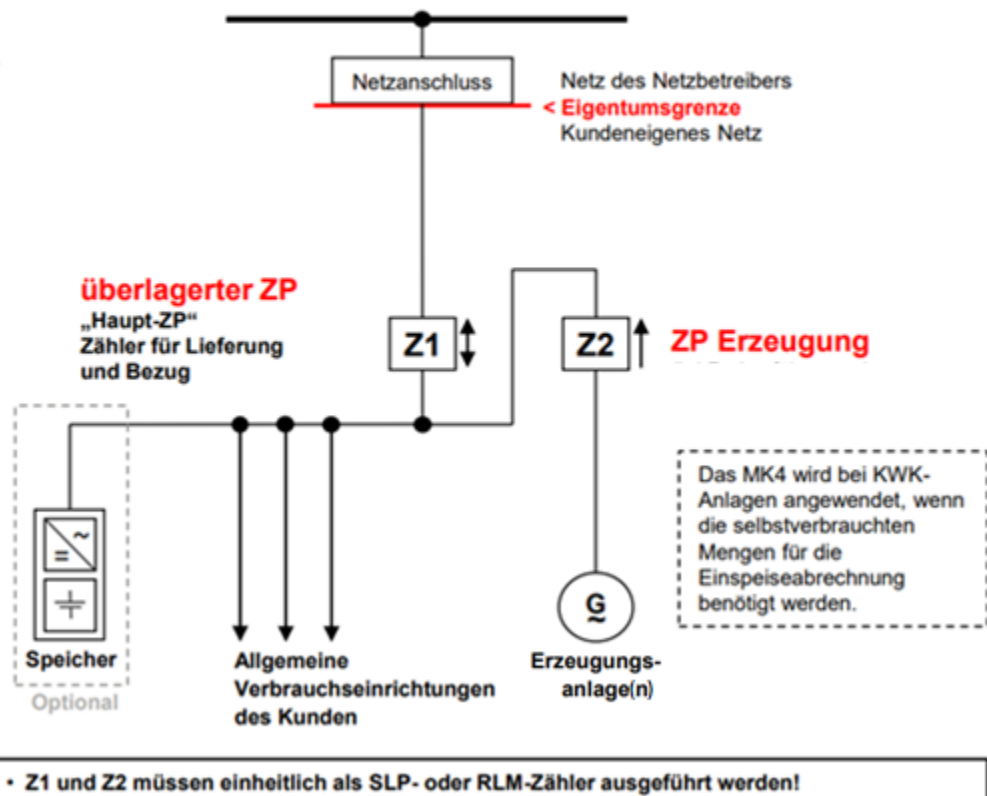 Netzanschluss
Netz des Netzbetreibers
< Eigentumsgrenze
Kundeneigenes Netz
überlagerter ZP
„Haupt-ZP“
Zähler für Lieferung
und Bezug
Z1
Z2
ZP Erzeugung
Das MK4 wird bei KWK-
Anlagen angewendet, wenn
die selbstverbrauchten
Mengen für die
Einspeiseabrechnung
benötigt werden.
~
=
G
~
Speicher
Optional
Allgemeine
Verbrauchseinrichtungen
des Kunden
Erzeugungs-
anlage(n)
• Z1 und Z2 müssen einheitlich als SLP- oder RLM-Zähler ausgeführt werden!